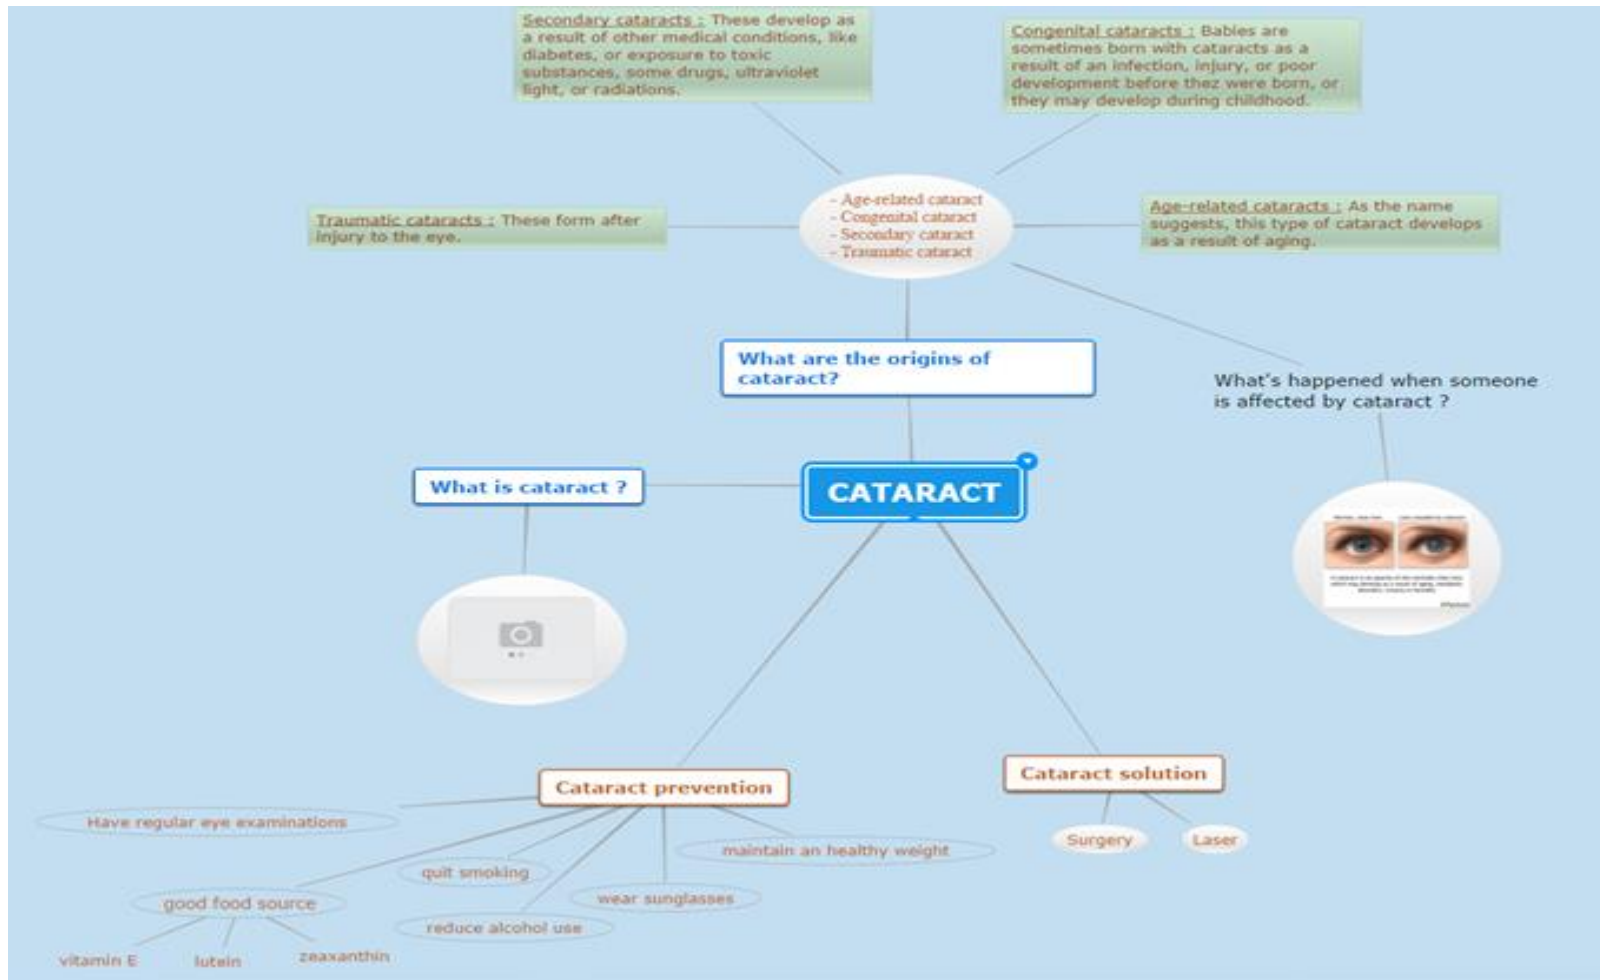 Secondary cataracts : These develop as
a result of other medical conditions, like
diabetes, or exposure to toxic
substances, some drugs, ultraviolet
light, or radiations.
Congenital cataracts : Babies are
sometimes born with cataracts as a
result of an infection, injury, or poor
development before thez were born, or
they may develop during childhood.
Traumatic cataracts : These form after
injury to the eye.
- Age-related cataract
- Congenital cataract
- Secondary cataract
- Traumatic cataract
Age-related cataracts : As the name
suggests, this type of cataract develops
as a result of aging.
What are the origins of
cataract?
What's happened when someone
is affected by cataract ?
What is cataract ?
CATARACT
Cataract prevention
Cataract solution
Have regular eye examinations
quit smoking
maintain an healthy weight
Surgery
Laser
good food source
reduce alcohol use
wear sunglasses
vitamin E
lutein
zeaxanthin